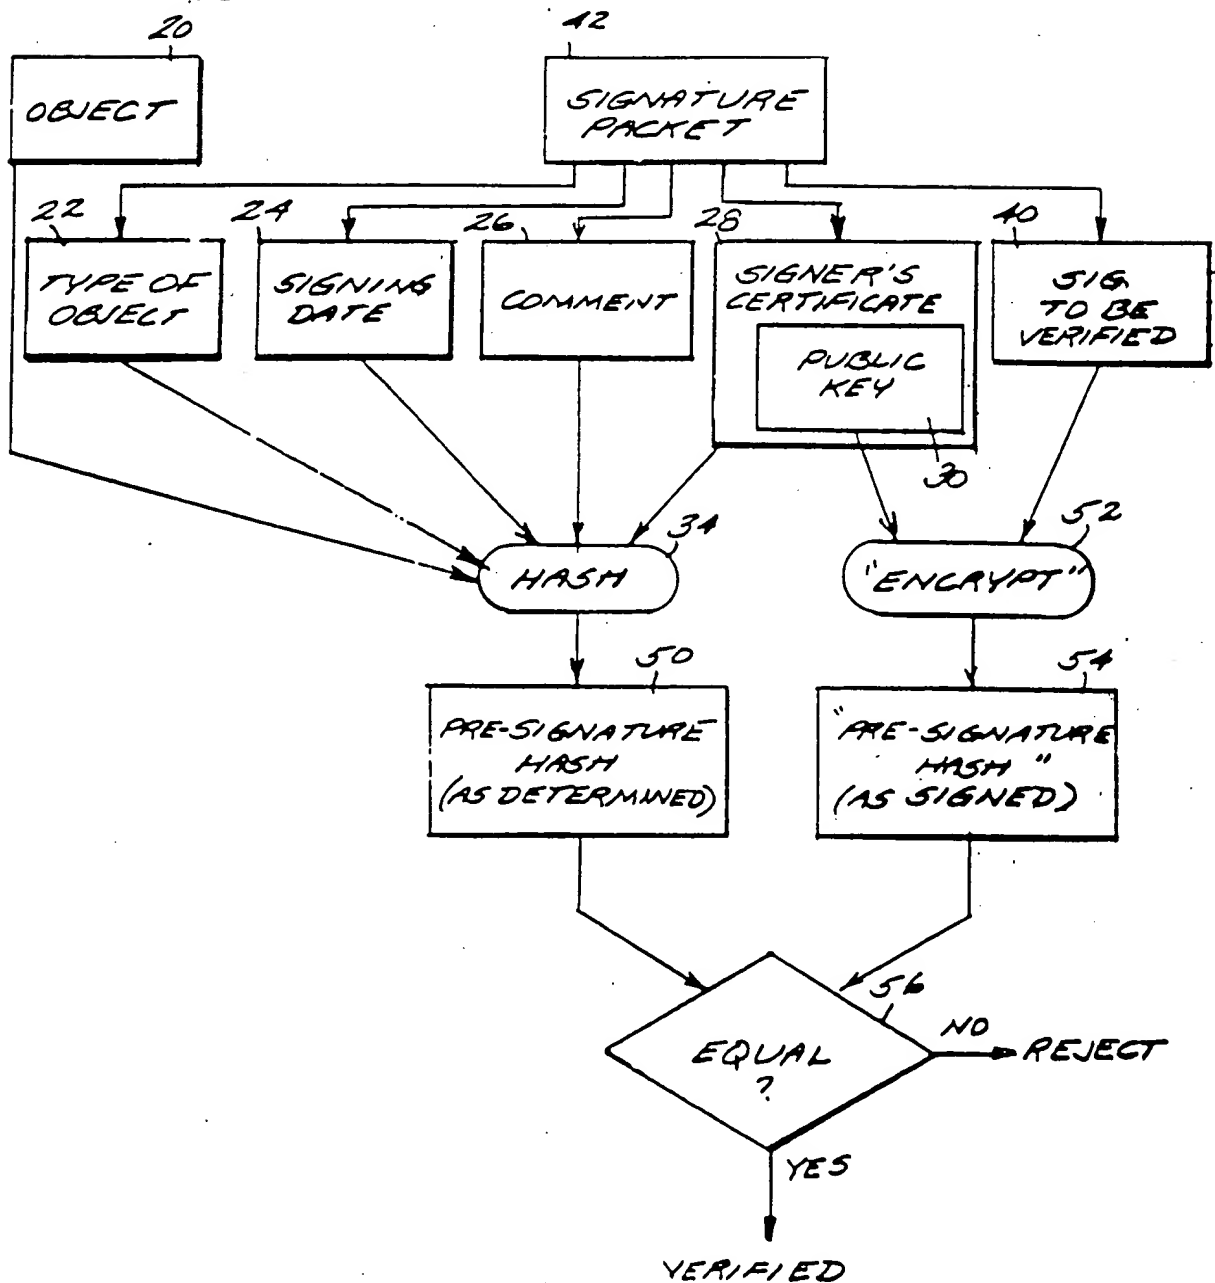 20
42
OBJECT
SIGNATURE
PACKET
22
24
26
28
40
TYPE OF
OBJECT
SIGNING
DATE
COMMENT
SIGNER'S
CERTIFICATE
PUBLIC
KEY
30
SIG
TO BE
VERIFIED
34
HASH
52
"ENCRYPT"
50
PRE-SIGNATURE
HASH
(AS DETERMINED)
54
"PRE-SIGNATURE
HASH"
(AS SIGNED)
56
EQUAL
?
NO
REJECT
YES
VERIFIED